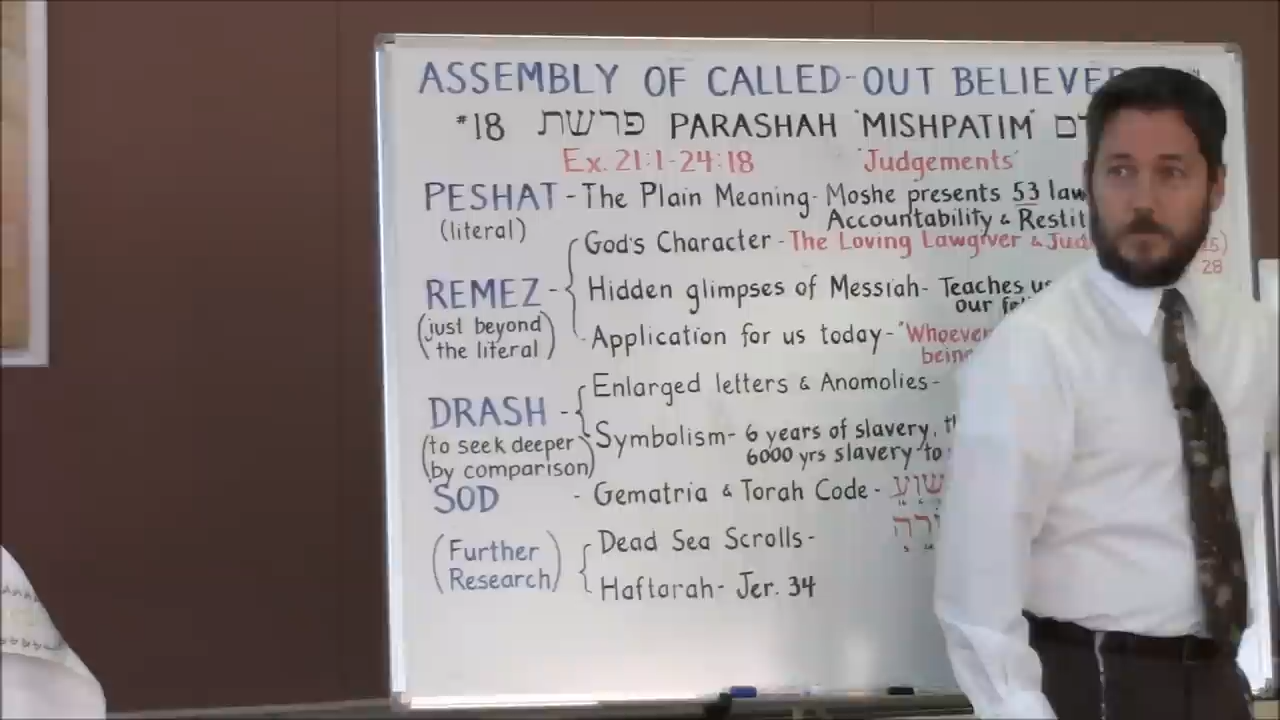 ASSEMBLY OF CALLED-OUT BELIEVE
#18 פרשת PARASHAH "MISHPATIM"
Ex. 21:1-24:18 'Judgements'
PESHAT - The Plain Meaning - Moshe presents 53 law
(literal) Accountability & Restit
God's Character - The Loving Lawgiver & Jud
28
REMEZ - Hidden glimpses of Messiah - Teaches us
our
(just beyond
the literal) Application for us today - "Whoever
being
Enlarged letters & Anomolies-
DRASH -
(to seek deeper
by comparison) Symbolism - 6 years of slavery,
6000 yrs slavery to
SOD - Gematria & Torah Code -
(Further
Research) Dead Sea Scrolls -
Haftorah - Jer. 34